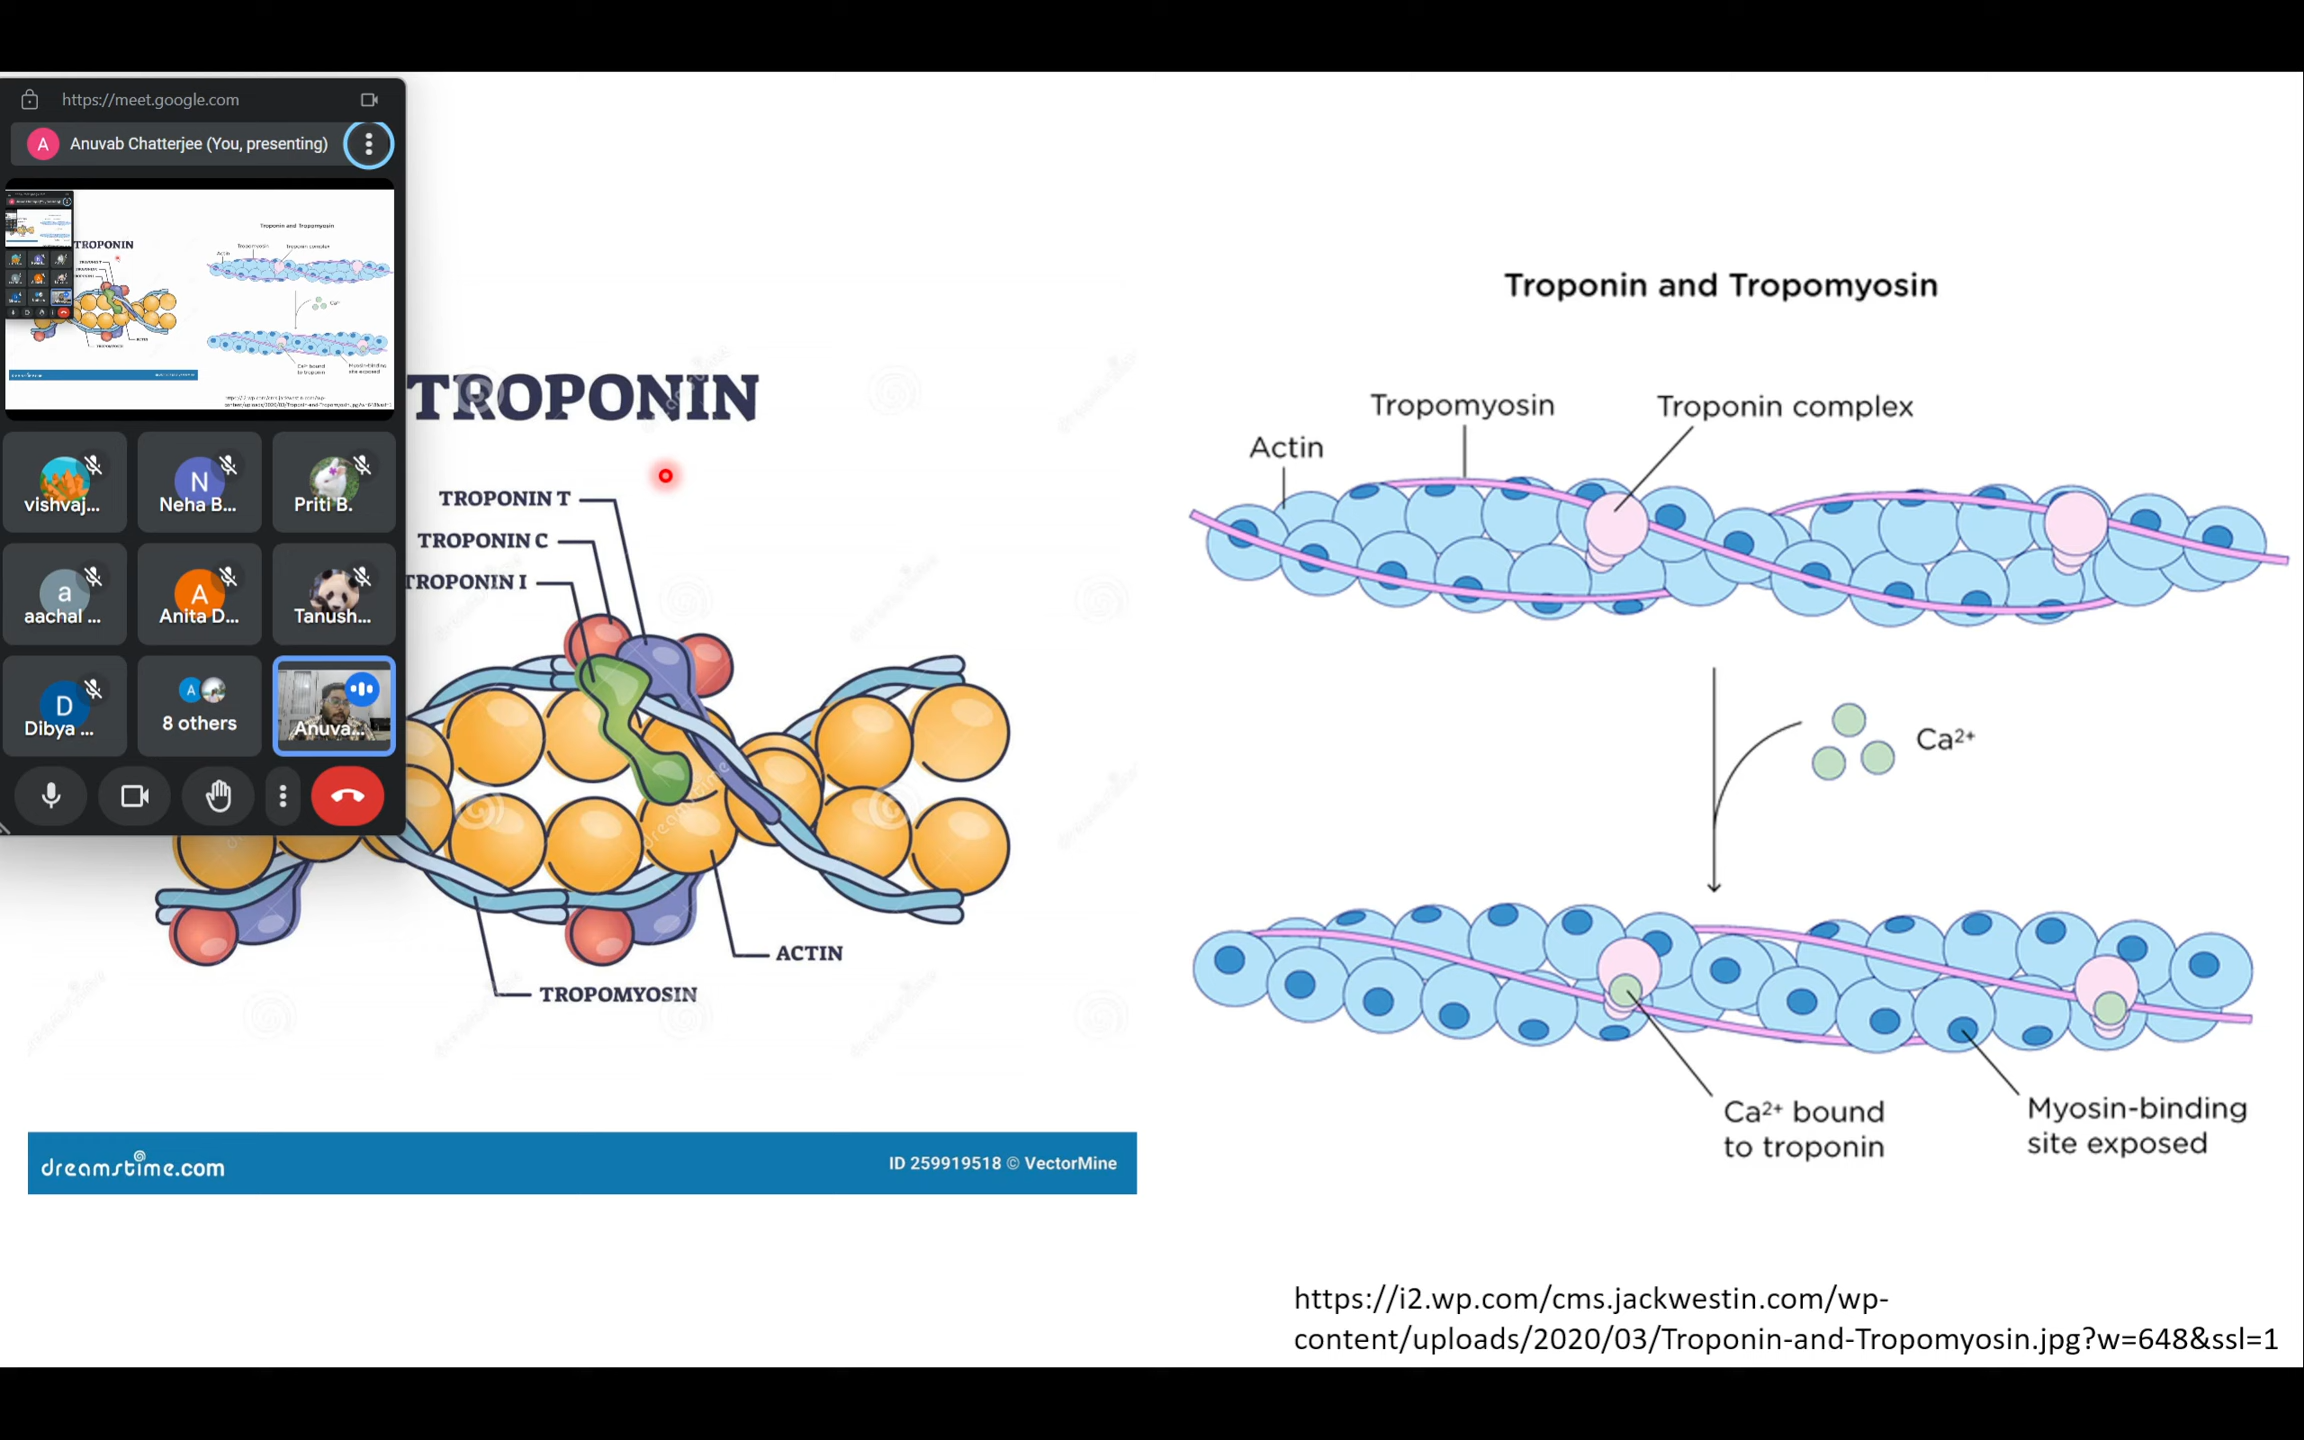 https://meet.google.com
A
Anuvab Chatterjee (You, presenting)
vishvaj...
N
Neha B...
Priti B.
a
aachal ...
A
Anita D...
Tanush...
D
Dibya ...
A
8 others
Anuva...
TROPONIN
TROPONIN T
TROPONIN C
TROPONIN I
ACTIN
TROPOMYOSIN
dreamstime.com
ID 259919518 © VectorMine
Troponin and Tropomyosin
Tropomyosin
Troponin complex
Actin
Ca²⁺
Ca²⁺ bound
to troponin
Myosin-binding
site exposed
https://i2.wp.com/cms.jackwestin.com/wp-
content/uploads/2020/03/Troponin-and-Tropomyosin.jpg?w=648&ssl=1